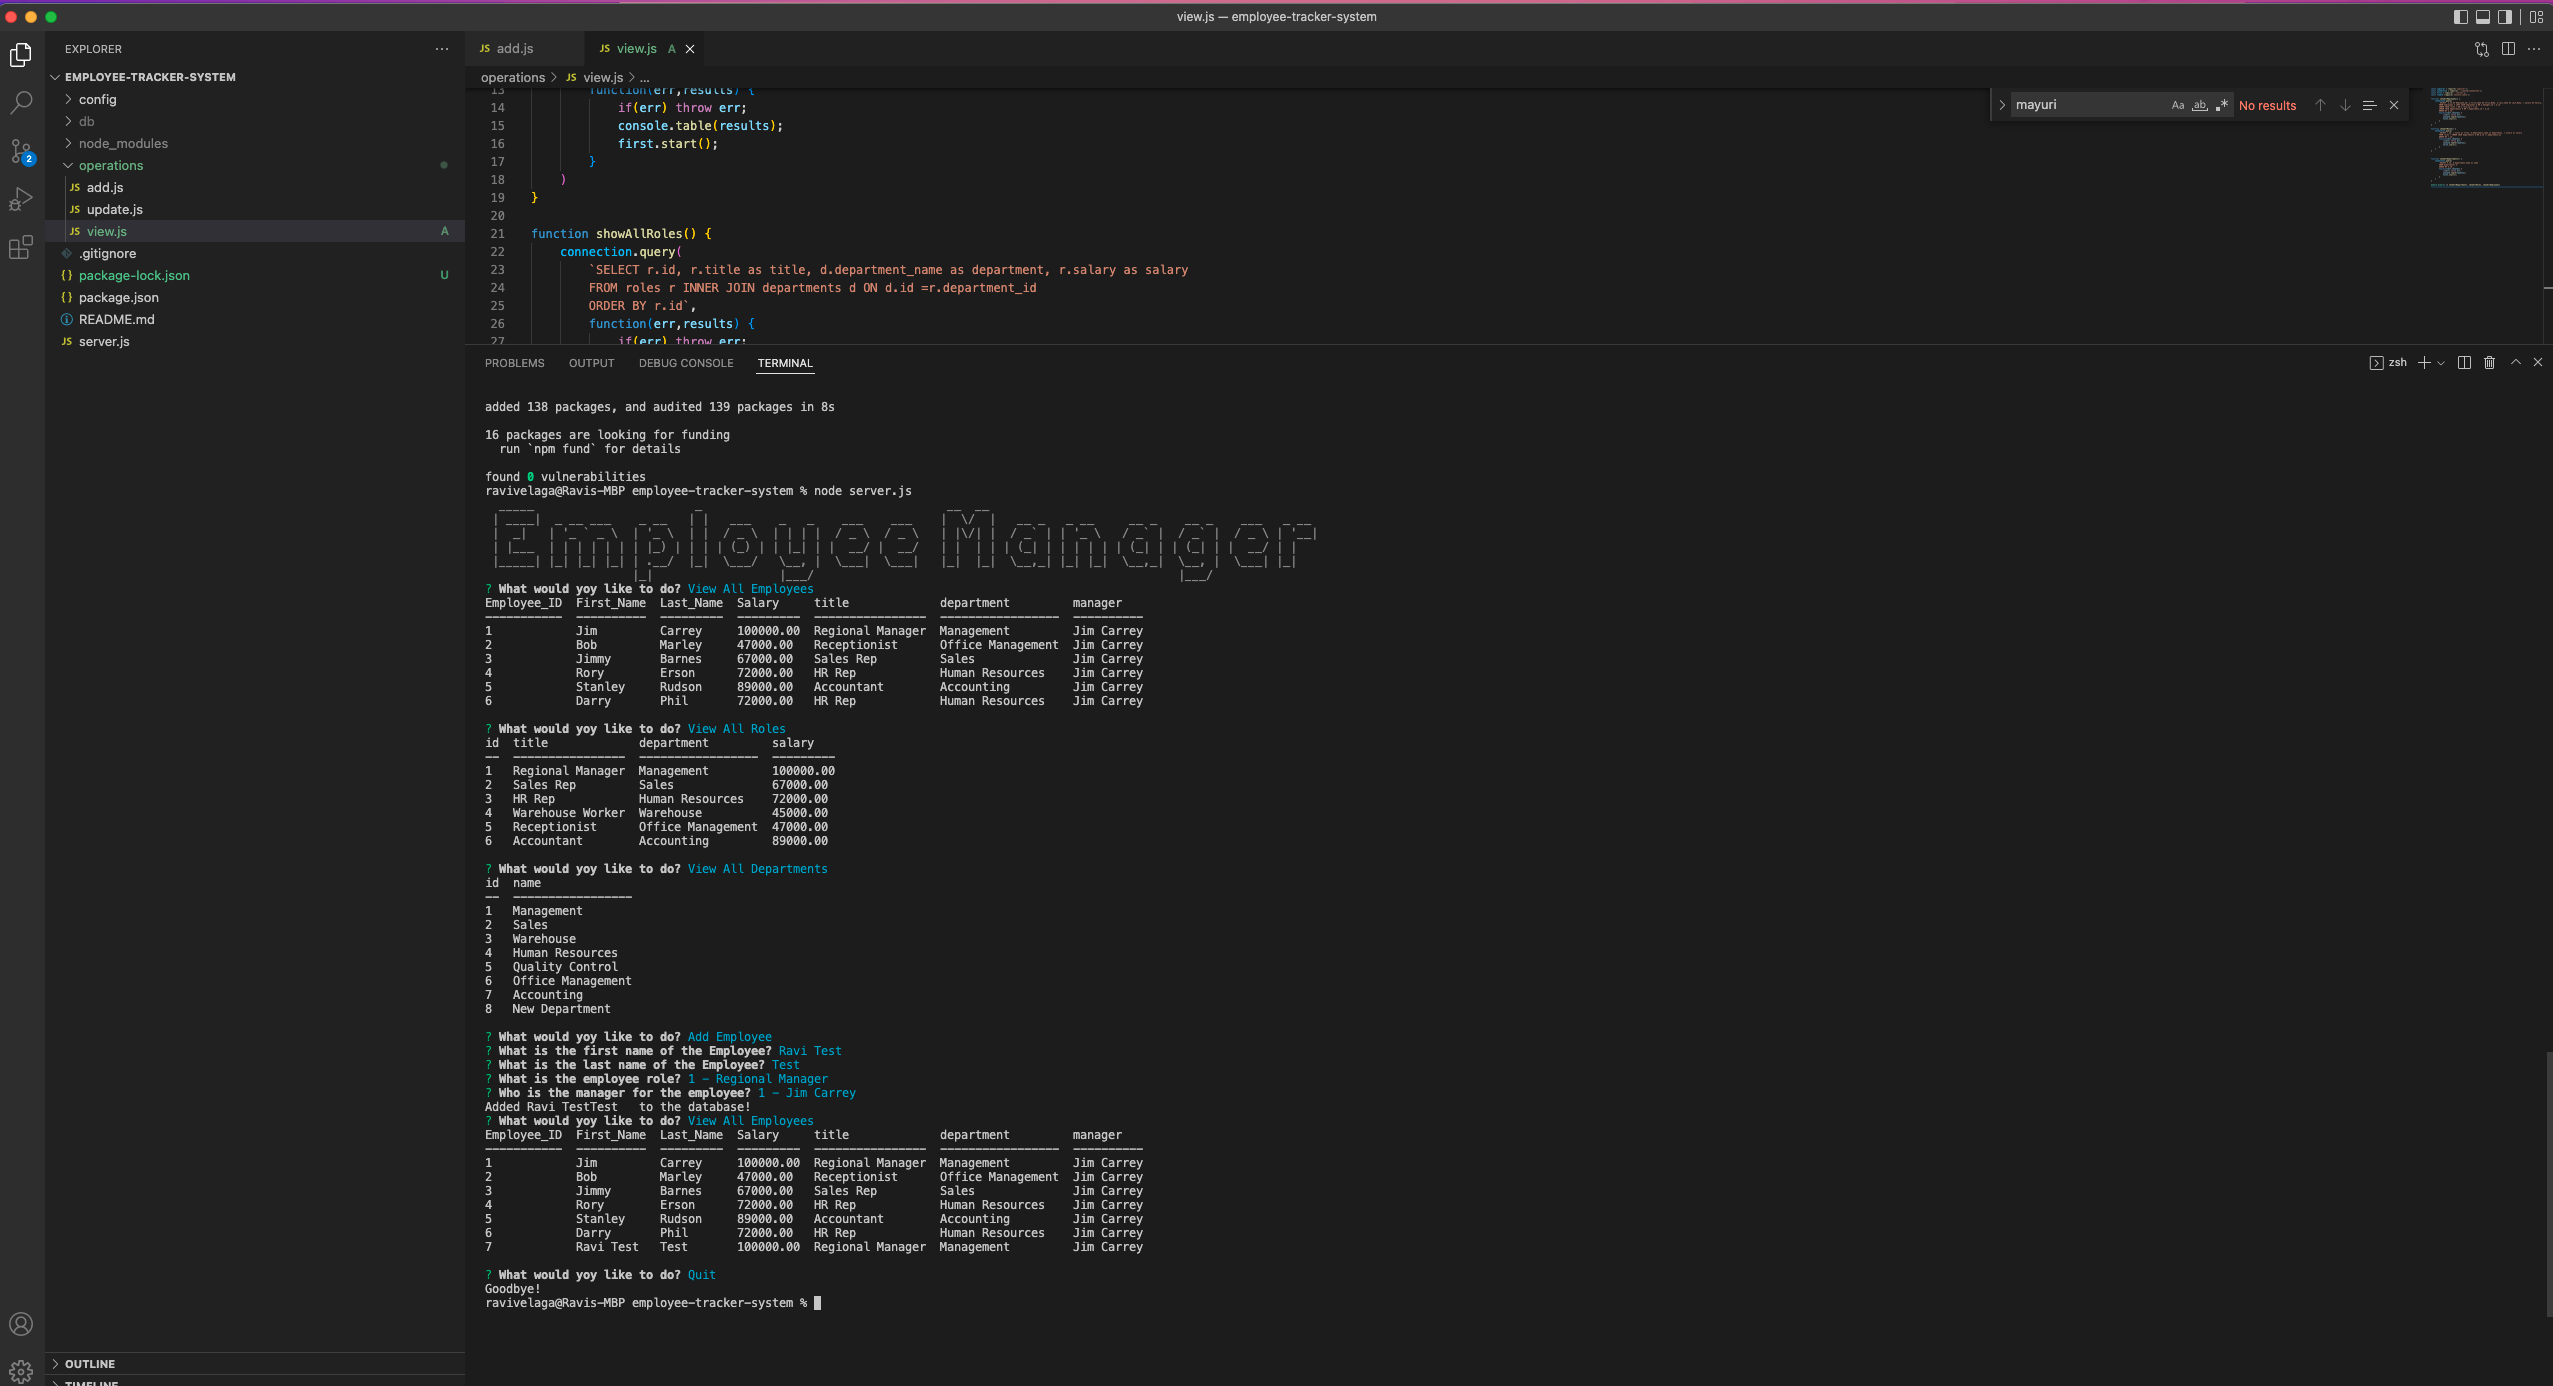 view.js — employee-tracker-system
EXPLORER
EMPLOYEE-TRACKER-SYSTEM
config
db
node_modules
operations
JS add.js
JS update.js
JS view.js A
.gitignore
{} package-lock.json U
{} package.json
README.md
JS server.js
OUTLINE
TIMELINE
2
JS add.js
JS view.js A
operations > JS view.js > ...
mayuri
Aa ab No results
13 function(err,results) {
14 if(err) throw err;
15 console.table(results);
16 first.start();
17 }
18 )
19 }
20
21 function showAllRoles() {
22 connection.query(
23 `SELECT r.id, r.title as title, d.department_name as department, r.salary as salary
24 FROM roles r INNER JOIN departments d ON d.id =r.department_id
25 ORDER BY r.id`,
26 function(err,results) {
27 if(err) throw err;
PROBLEMS OUTPUT DEBUG CONSOLE TERMINAL
zsh
added 138 packages, and audited 139 packages in 8s
16 packages are looking for funding
run `npm fund` for details
found 0 vulnerabilities
ravivelaga@Ravis-MBP employee-tracker-system % node server.js
Employee Manager
? What would yoy like to do? View All Employees
Employee_ID First_Name Last_Name Salary title department manager
1 Jim Carrey 100000.00 Regional Manager Management Jim Carrey
2 Bob Marley 47000.00 Receptionist Office Management Jim Carrey
3 Jimmy Barnes 67000.00 Sales Rep Sales Jim Carrey
4 Rory Erson 72000.00 HR Rep Human Resources Jim Carrey
5 Stanley Rudson 89000.00 Accountant Accounting Jim Carrey
6 Darry Phil 72000.00 HR Rep Human Resources Jim Carrey
? What would yoy like to do? View All Roles
id title department salary
1 Regional Manager Management 100000.00
2 Sales Rep Sales 67000.00
3 HR Rep Human Resources 72000.00
4 Warehouse Worker Warehouse 45000.00
5 Receptionist Office Management 47000.00
6 Accountant Accounting 89000.00
? What would yoy like to do? View All Departments
id name
1 Management
2 Sales
3 Warehouse
4 Human Resources
5 Quality Control
6 Office Management
7 Accounting
8 New Department
? What would yoy like to do? Add Employee
? What is the first name of the Employee? Ravi Test
? What is the last name of the Employee? Test
? What is the employee role? 1 – Regional Manager
? Who is the manager for the employee? 1 – Jim Carrey
Added Ravi TestTest to the database!
? What would yoy like to do? View All Employees
Employee_ID First_Name Last_Name Salary title department manager
1 Jim Carrey 100000.00 Regional Manager Management Jim Carrey
2 Bob Marley 47000.00 Receptionist Office Management Jim Carrey
3 Jimmy Barnes 67000.00 Sales Rep Sales Jim Carrey
4 Rory Erson 72000.00 HR Rep Human Resources Jim Carrey
5 Stanley Rudson 89000.00 Accountant Accounting Jim Carrey
6 Darry Phil 72000.00 HR Rep Human Resources Jim Carrey
7 Ravi Test Test 100000.00 Regional Manager Management Jim Carrey
? What would yoy like to do? Quit
Goodbye!
ravivelaga@Ravis-MBP employee-tracker-system %